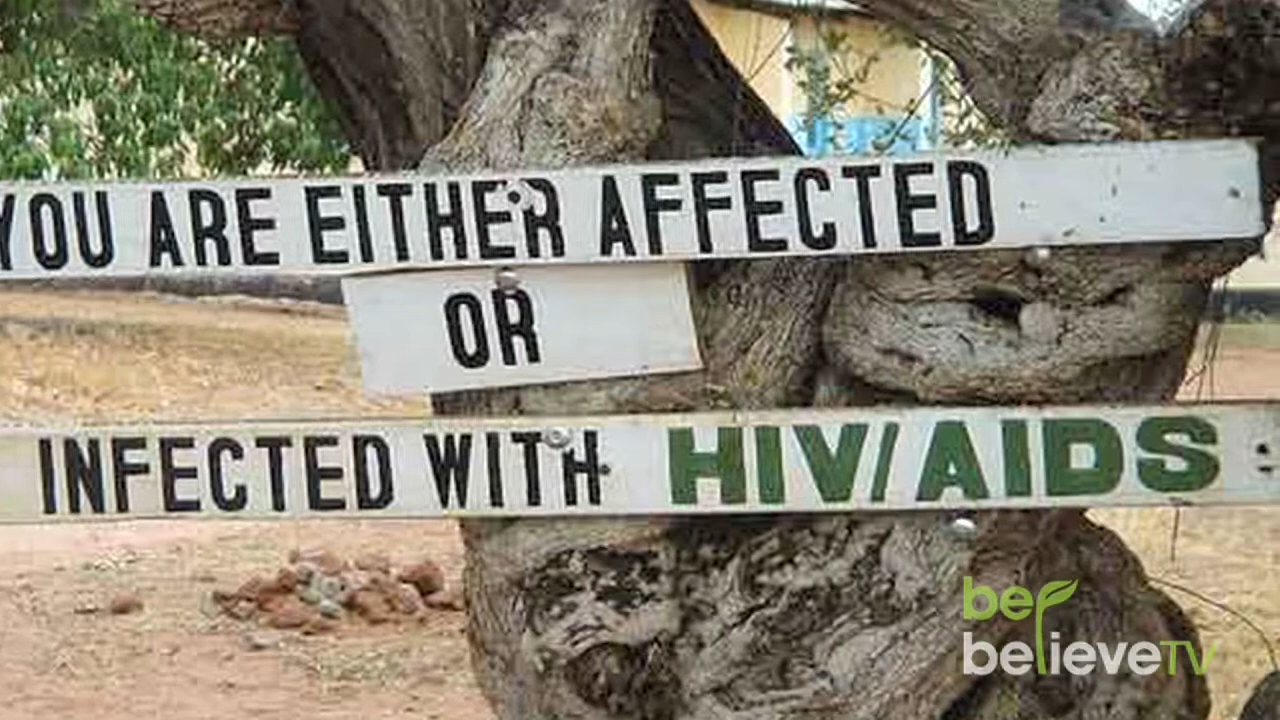 YOU ARE EITHER AFFECTED
OR
INFECTED WITH HIV/AIDS
be
believeTV